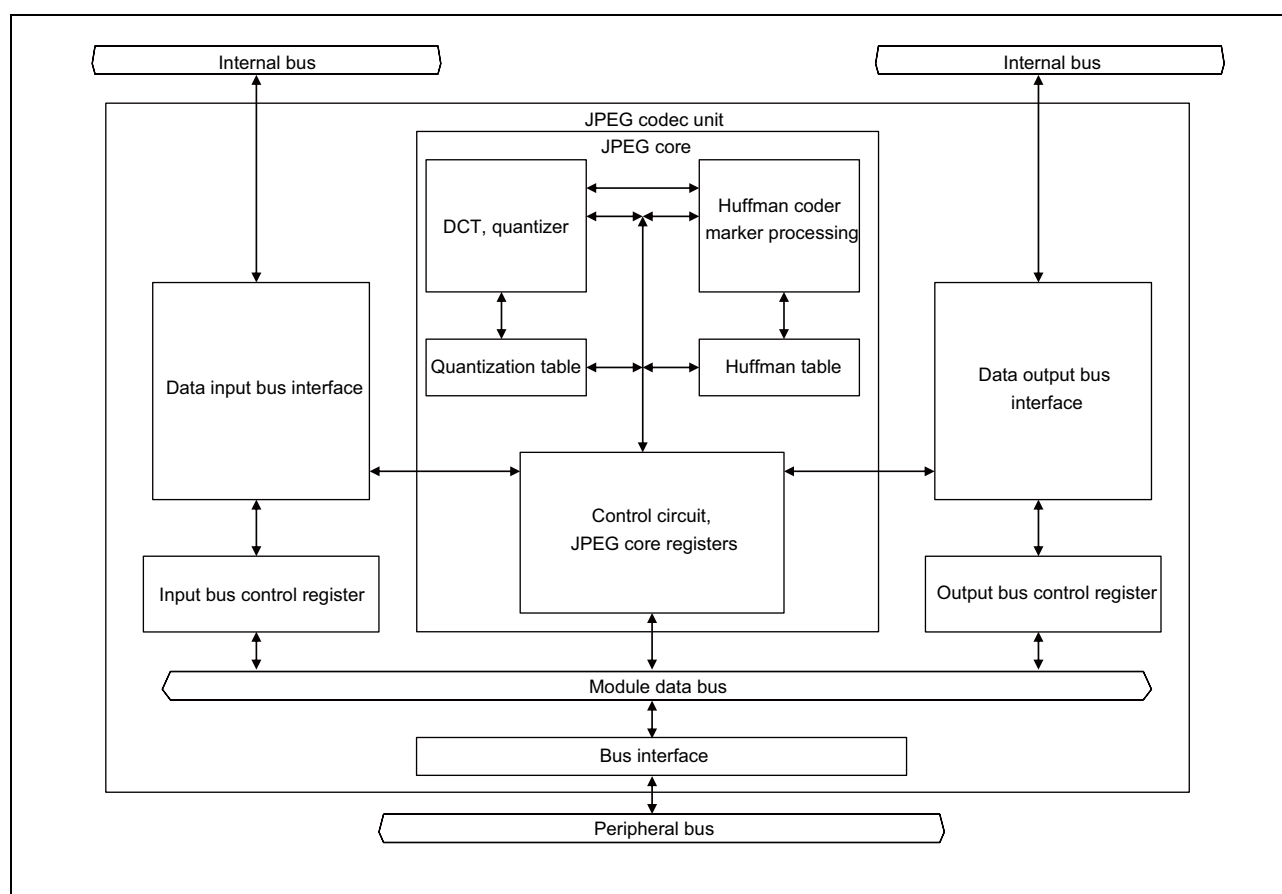 Internal bus
Internal bus
JPEG codec unit
JPEG core
DCT, quantizer
Huffman coder
marker processing
Data input bus interface
Quantization table
Huffman table
Data output bus
interface
Control circuit,
JPEG core registers
Input bus control register
Output bus control register
Module data bus
Bus interface
Peripheral bus